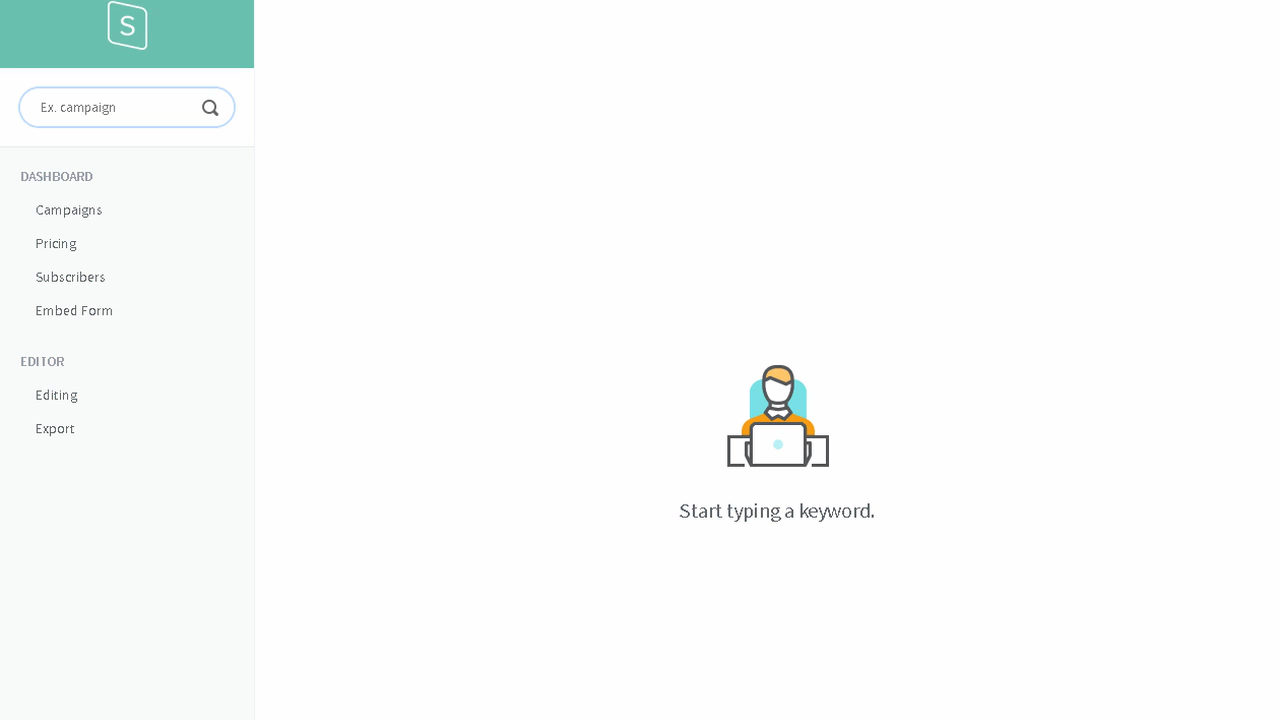 S
Ex. campaign
DASHBOARD
Campaigns
Pricing
Subscribers
Embed Form
EDITOR
Editing
Export
Start typing a keyword.